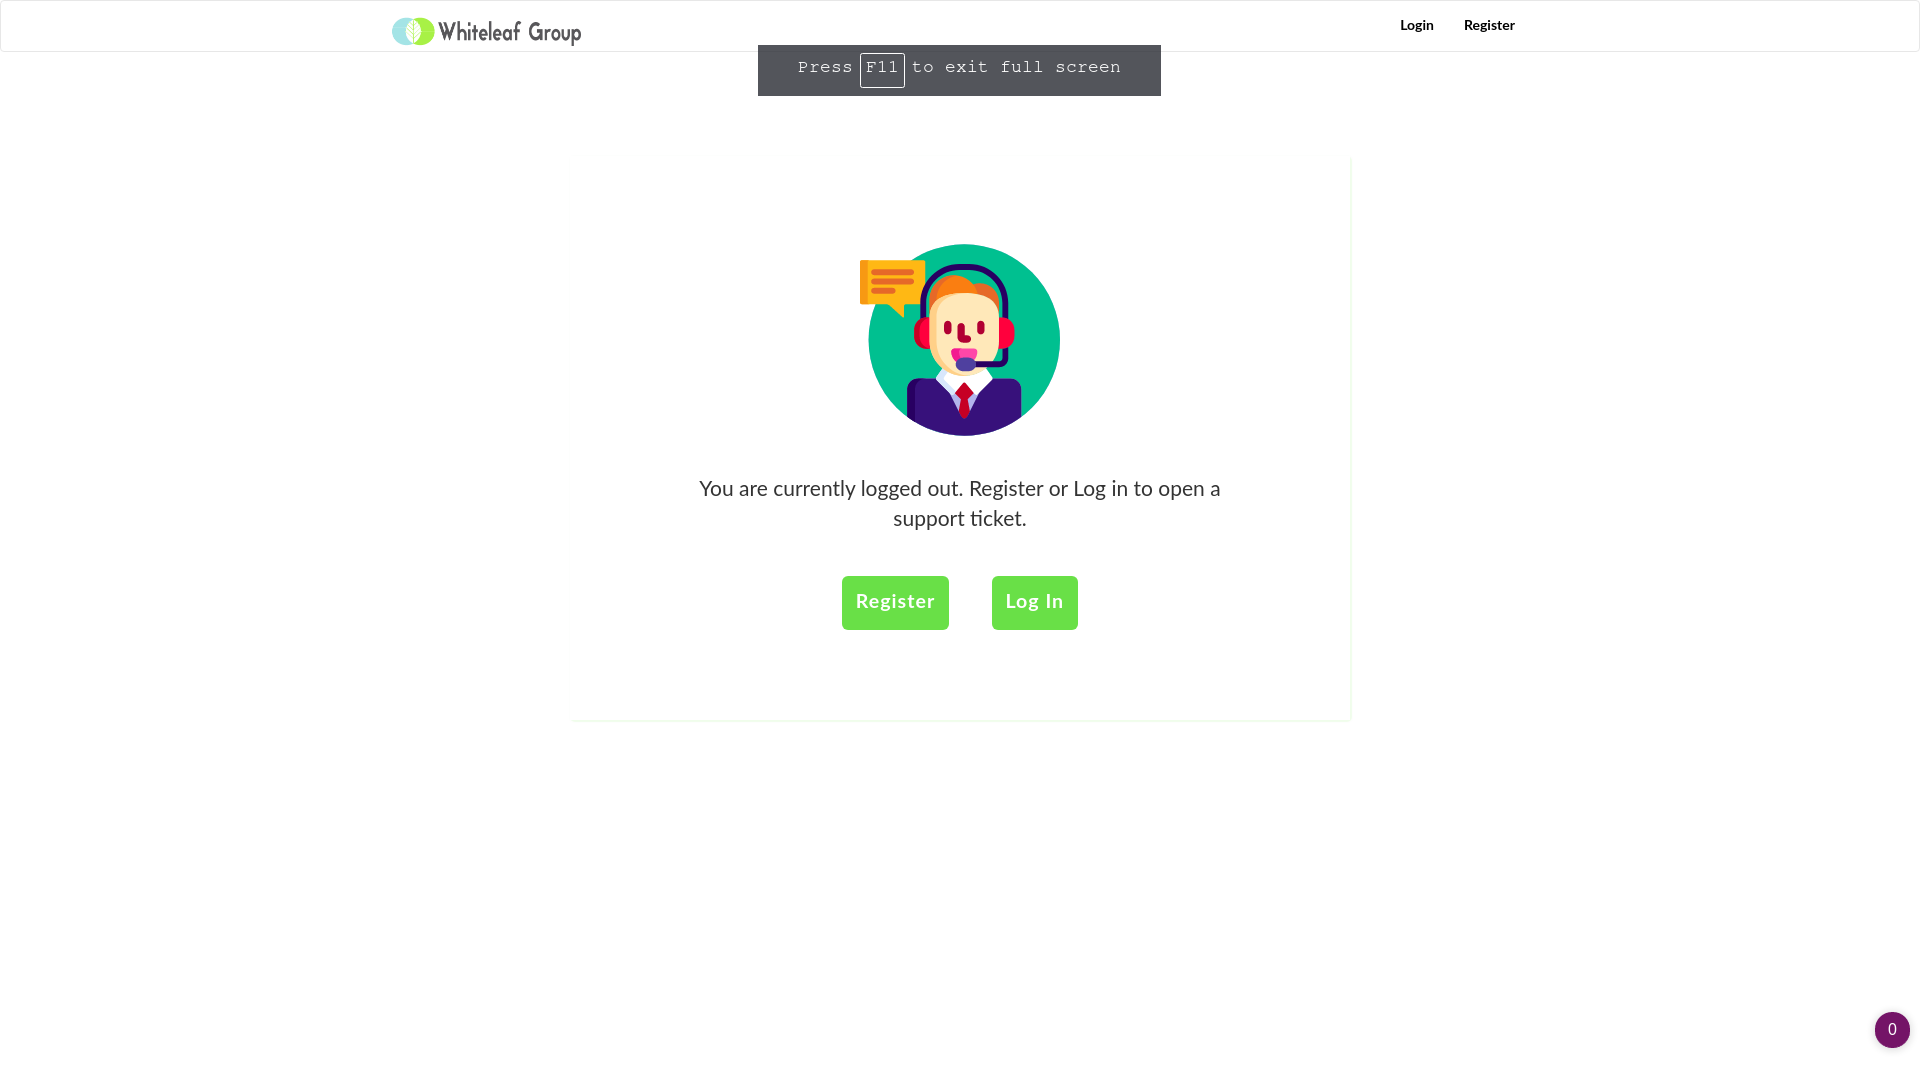 Whiteleaf Group
Login
Register
Press F11 to exit full screen
You are currently logged out. Register or Log in to open a
support ticket.
Register
Log In
0